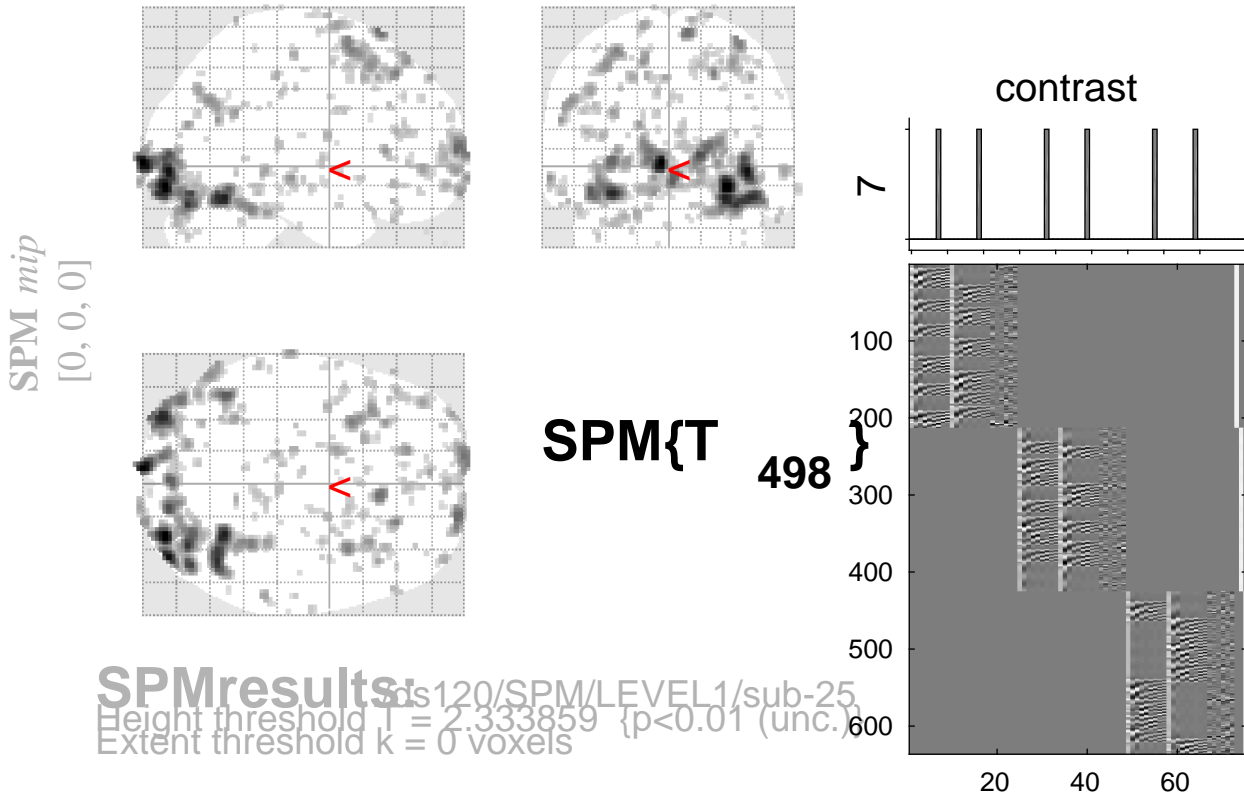 contrast
7
<
<
SPM mip
[0, 0, 0]
<
SPM{T 498 }
100
200
300
400
500
600
20 40 60
SPMresults: /ds120/SPM/LEVEL1/sub-25
Height threshold T = 2.333859 {p<0.01 (unc.)}
Extent threshold k = 0 voxels